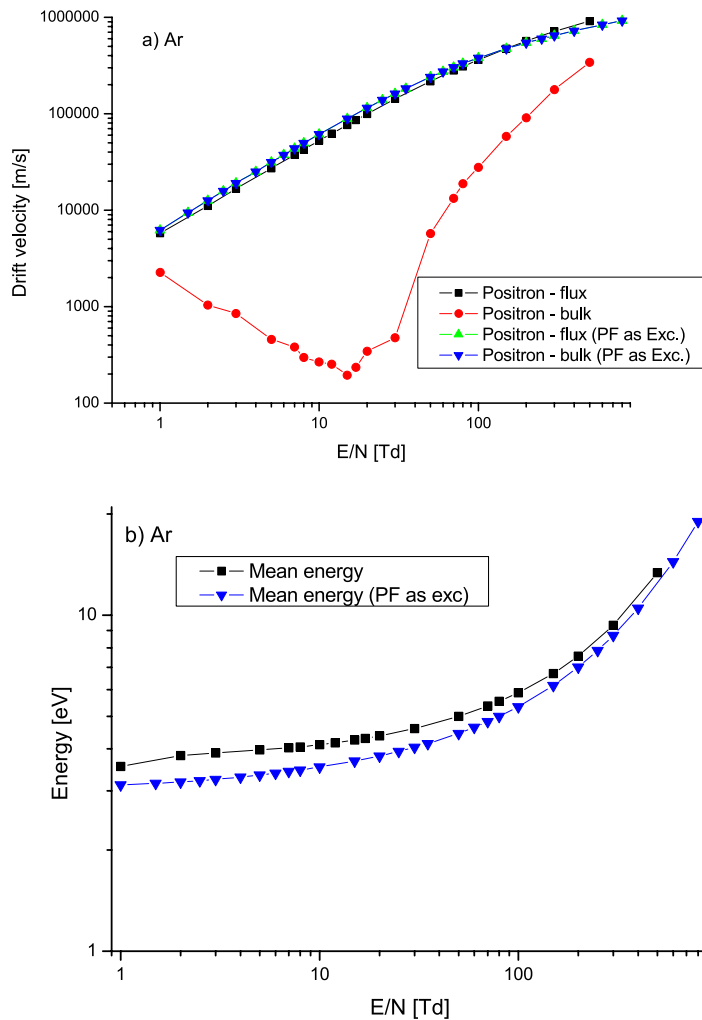 a) Ar
1000000
100000
10000
1000
100
Drift velocity [m/s]
Positron - flux
Positron - bulk
Positron - flux (PF as Exc.)
Positron - bulk (PF as Exc.)
1
10
100
E/N [Td]
b) Ar
Mean energy
Mean energy (PF as exc)
10
1
Energy [eV]
1
10
100
E/N [Td]